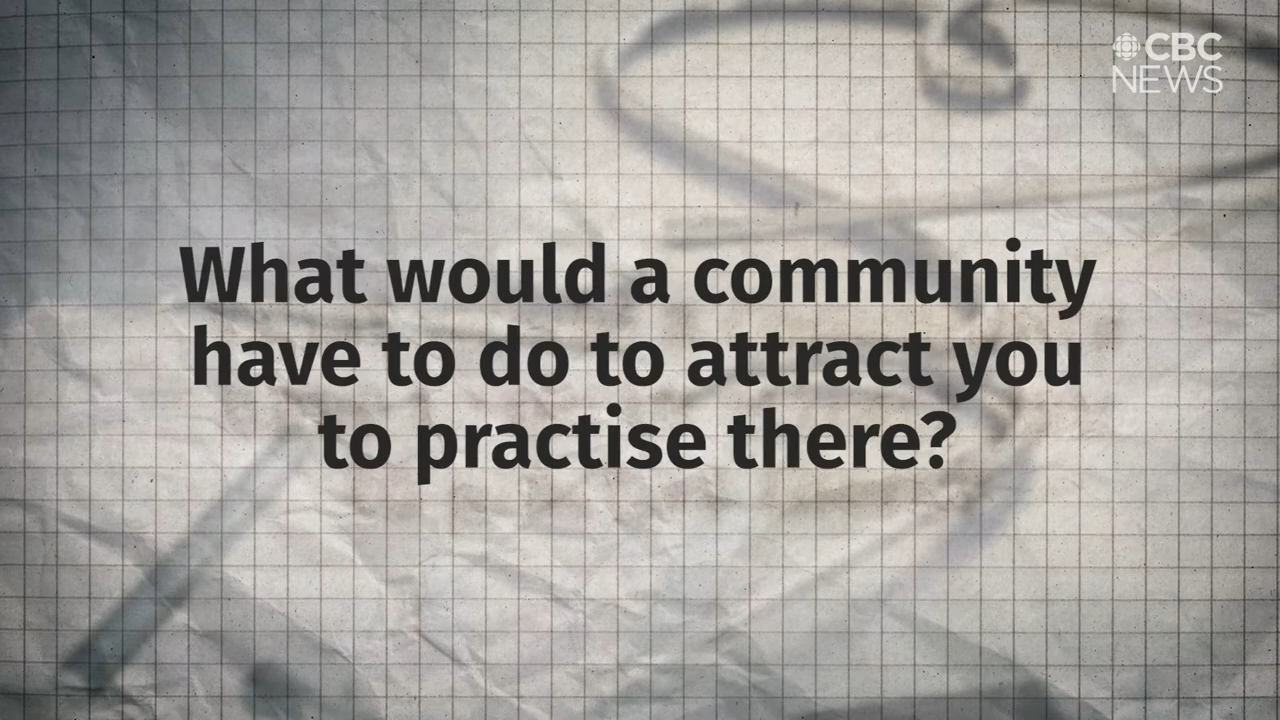 CBC
NEWS
What would a community
have to do to attract you
to practise there?